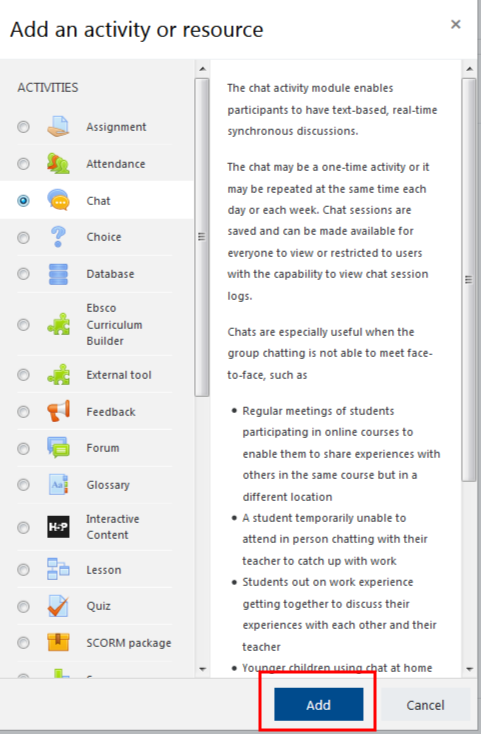 Add an activity or resource
×
ACTIVITIES
Assignment
Attendance
Chat
Choice
Database
Ebsco
Curriculum
Builder
External tool
Feedback
Forum
Glossary
H-P
Interactive
Content
Lesson
Quiz
SCORM package
The chat activity module enables
participants to have text-based, real-time
synchronous discussions.
The chat may be a one-time activity or it
may be repeated at the same time each
day or each week. Chat sessions are
saved and can be made available for
everyone to view or restricted to users
with the capability to view chat session
logs.
Chats are especially useful when the
group chatting is not able to meet face-
to-face, such as
• Regular meetings of students
participating in online courses to
enable them to share experiences with
others in the same course but in a
different location
• A student temporarily unable to
attend in person chatting with their
teacher to catch up with work
• Students out on work experience
getting together to discuss their
experiences with each other and their
teacher
• Younger children using chat at home
Add
Cancel